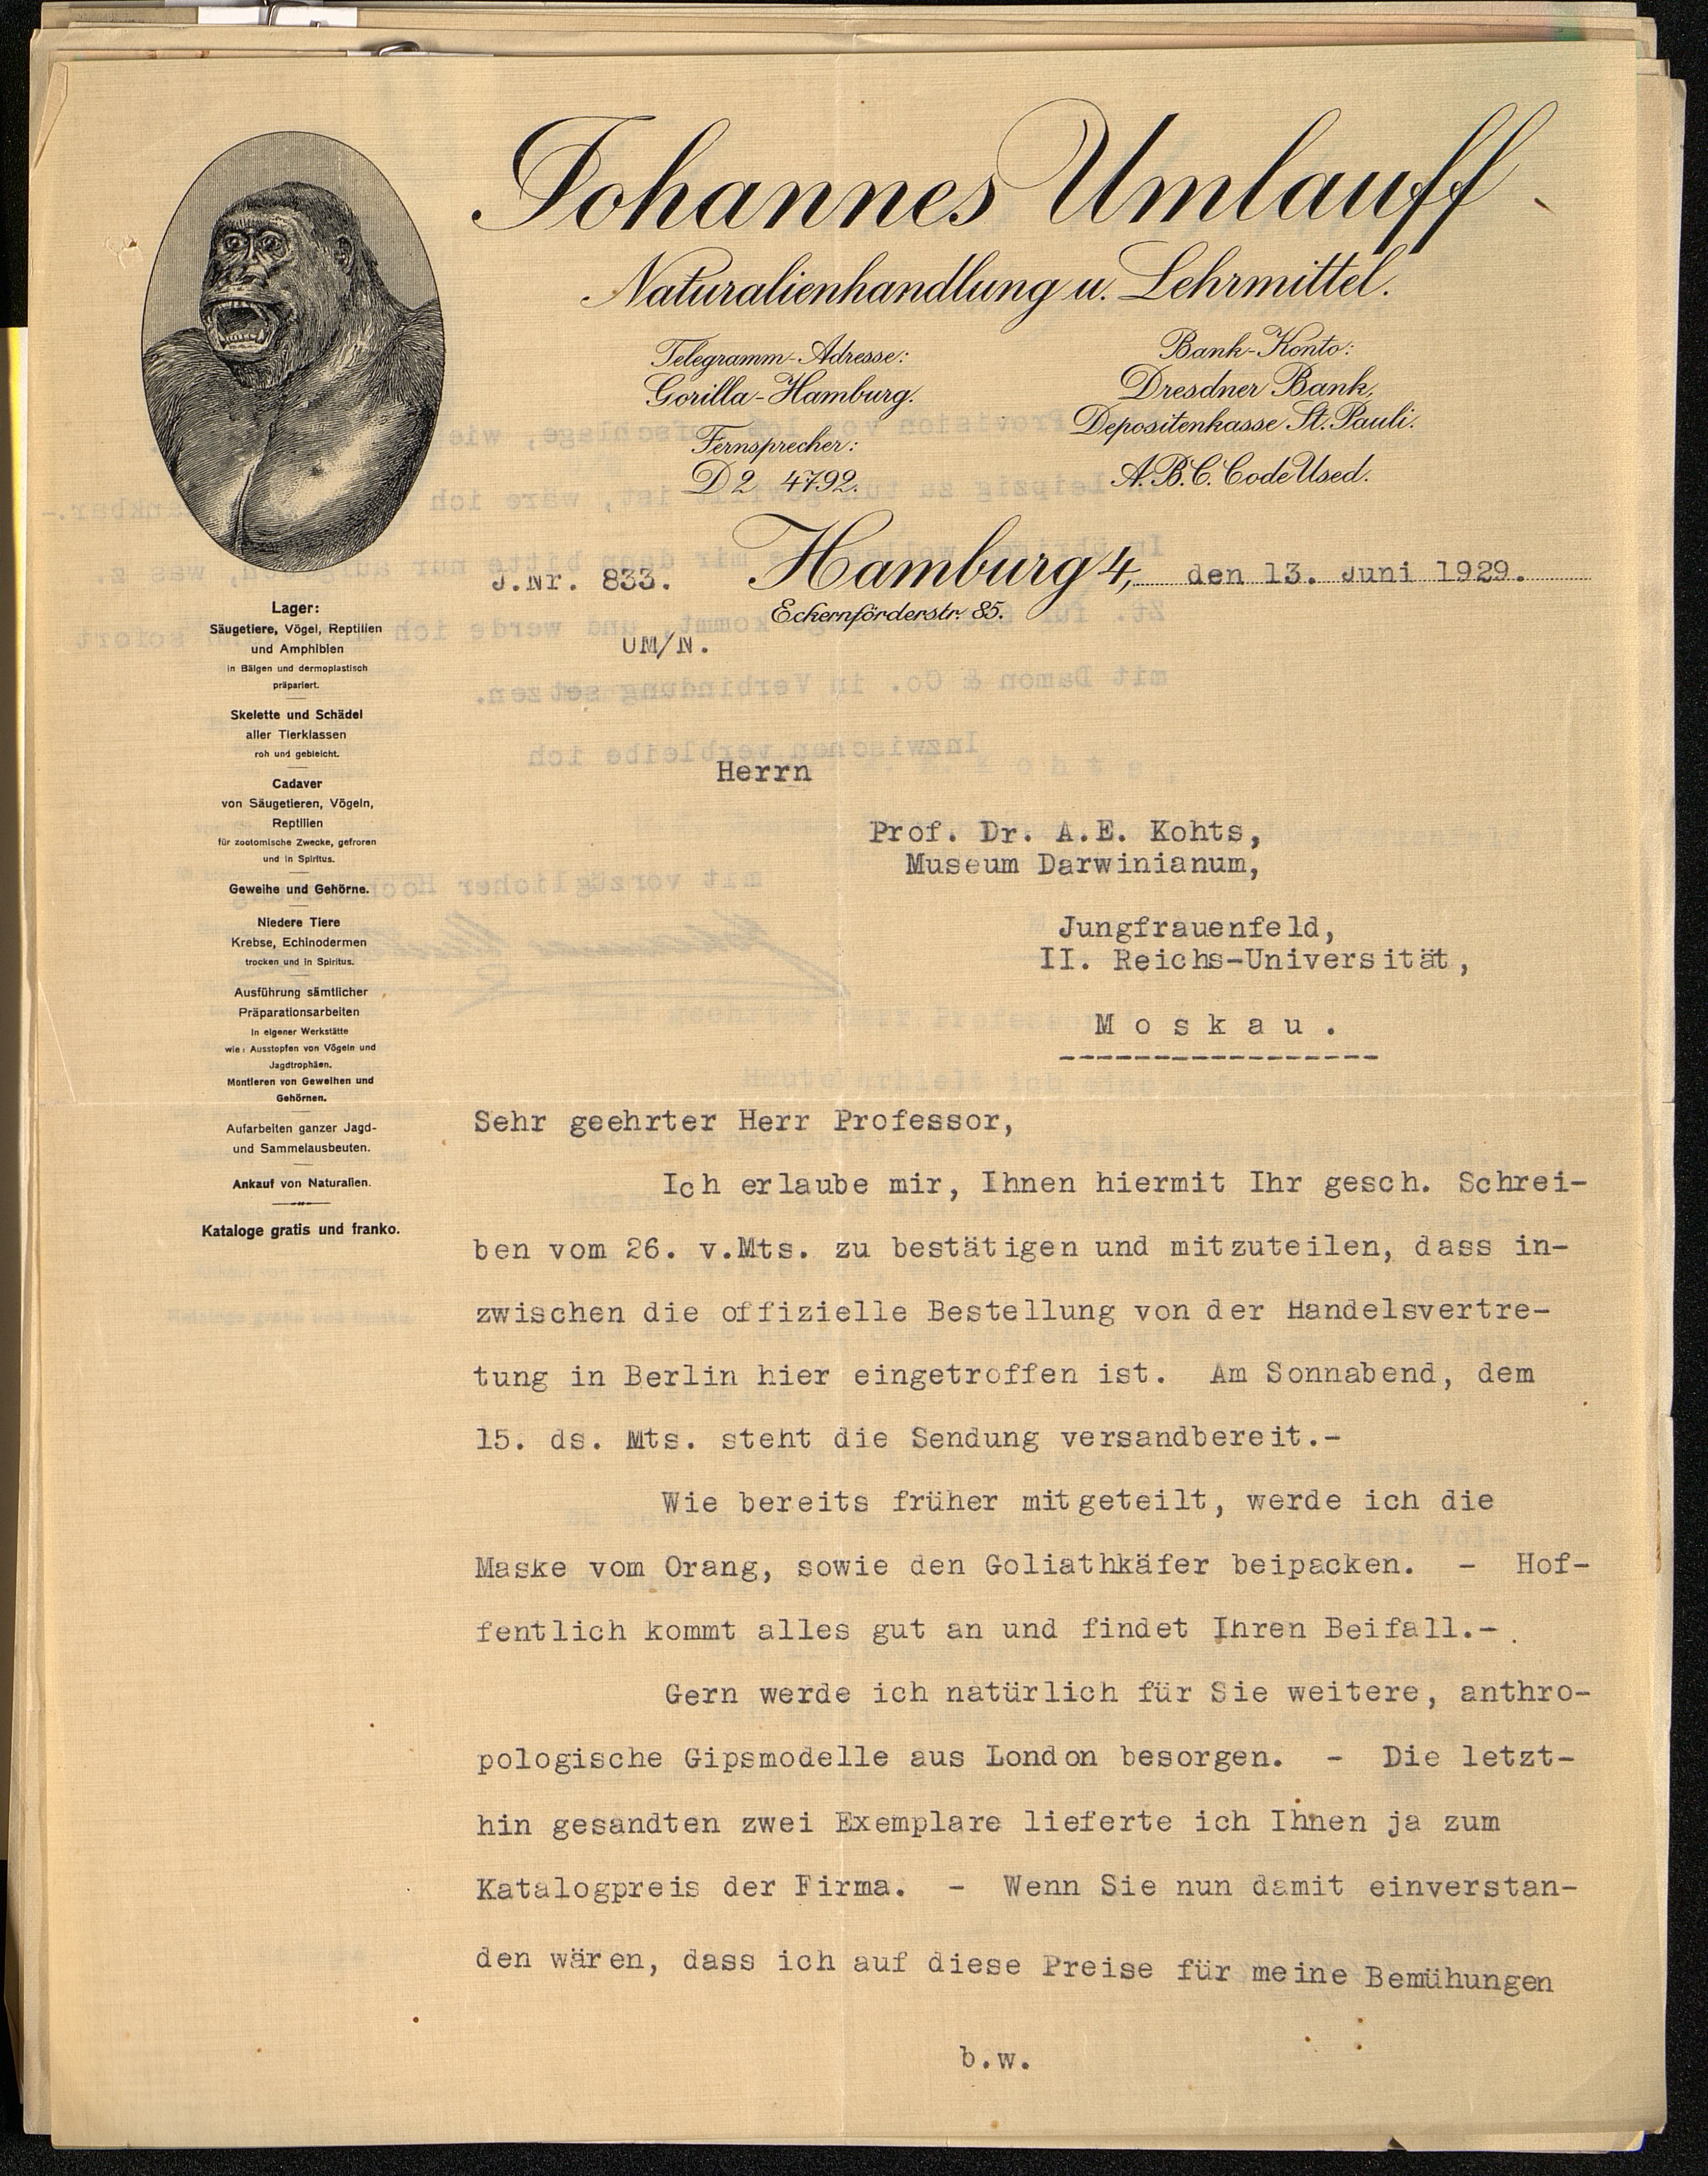 Johannes Umlauff
Naturalienhandlung u. Lehrmittel.
Telegramm-Adresse:
Gorilla-Hamburg.
Fernsprecher:
D2 4792.
Bank-Konto:
Dresdner Bank,
Depositenkasse St. Pauli.
A.B.C. Code Used.
J.Nr. 833. Hamburg 4, den 13. Juni 1929.
Eckernförderstr. 85.
UM/N.
Lager:
Säugetiere, Vögel, Reptilien
und Amphibien
in Bälgen und dermoplastisch
präpariert.
Skelette und Schädel
aller Tierklassen
roh und gebleicht.
Cadaver
von Säugetieren, Vögeln,
Reptilien
für zootomische Zwecke, gefroren
und in Spiritus.
Geweihe und Gehörne.
Niedere Tiere
Krebse, Echinodermen
trocken und in Spiritus.
Ausführung sämtlicher
Präparationsarbeiten
in eigener Werkstätte
wie: Ausstopfen von Vögeln und
Jagdtrophäen.
Montieren von Geweihen und
Gehörnen.
Aufarbeiten ganzer Jagd-
und Sammelausbeuten.
Ankauf von Naturalien.
Kataloge gratis und franko.
Herrn
Prof. Dr. A.E. Kohts,
Museum Darwinianum,
Jungfrauenfeld,
II. Reichs-Universität,
Moskau.
Sehr geehrter Herr Professor,
Ich erlaube mir, Ihnen hiermit Ihr gesch. Schrei-
ben vom 26. v.Mts. zu bestätigen und mitzuteilen, dass in-
zwischen die offizielle Bestellung von der Handelsvertre-
tung in Berlin hier eingetroffen ist. Am Sonnabend, dem
15. ds. Mts. steht die Sendung versandbereit.-
Wie bereits früher mitgeteilt, werde ich die
Maske vom Orang, sowie den Goliathkäfer beipacken. - Hof-
fentlich kommt alles gut an und findet Ihren Beifall.-
Gern werde ich natürlich für Sie weitere, anthro-
pologische Gipsmodelle aus London besorgen. - Die letzt-
hin gesandten zwei Exemplare lieferte ich Ihnen ja zum
Katalogpreis der Firma. - Wenn Sie nun damit einverstan-
den wären, dass ich auf diese Preise für meine Bemühungen
b.w.